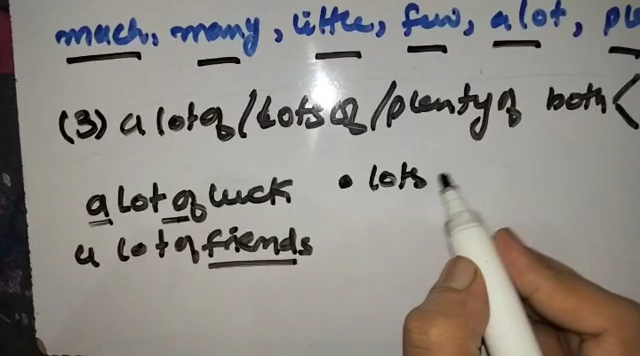 much, many, little, few, a lot,
(3) a lot of/Lots of/plenty of both
a lot of luck • lots
a lot of friends